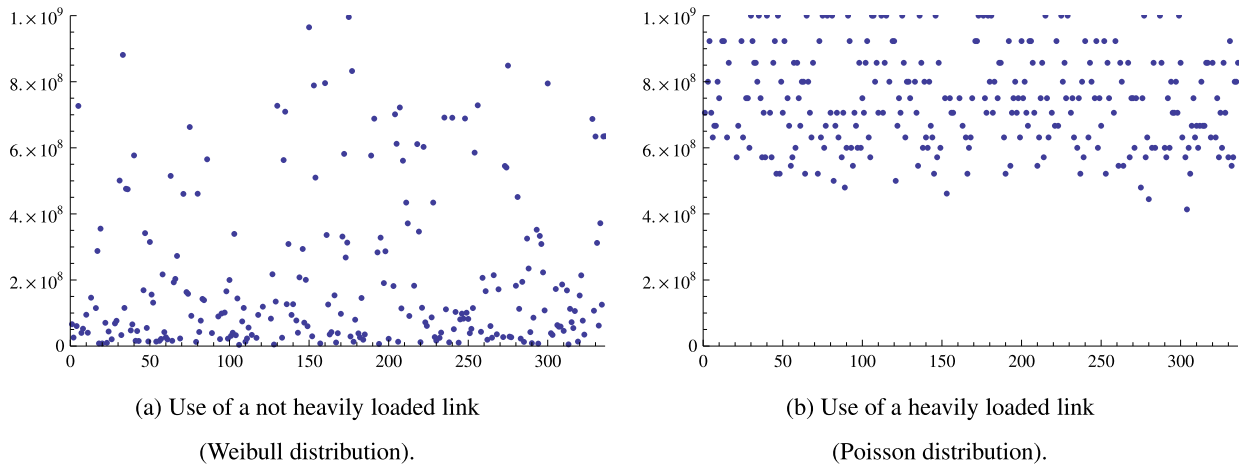 1.×10⁹
8.×10⁸
6.×10⁸
4.×10⁸
2.×10⁸
0
0 50 100 150 200 250 300
(a) Use of a not heavily loaded link
(Weibull distribution).
1.×10⁹
8.×10⁸
6.×10⁸
4.×10⁸
2.×10⁸
0
0 50 100 150 200 250 300
(b) Use of a heavily loaded link
(Poisson distribution).